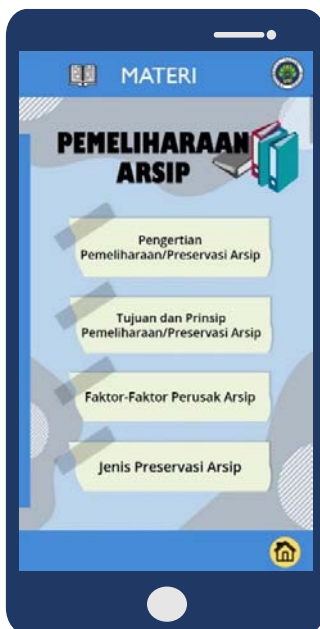 MATERI
PEMELIHARAAN
ARSIP
Pengertian
Pemeliharaan/Preservasi Arsip
Tujuan dan Prinsip
Pemeliharaan/Preservasi Arsip
Faktor-Faktor Perusak Arsip
Jenis Preservasi Arsip